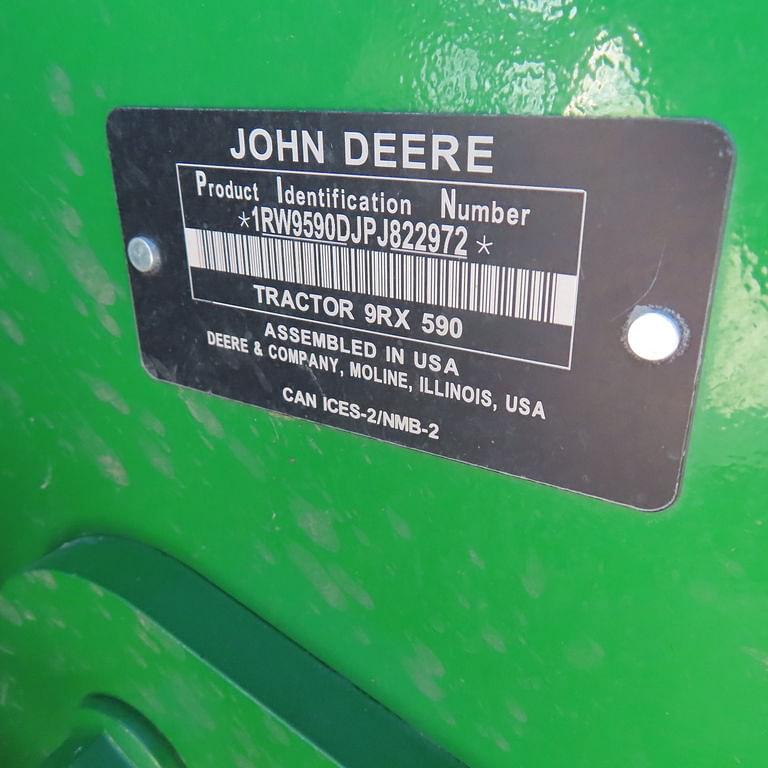 JOHN DEERE
Product Identification Number
*1RW9590DJPJ822972*
TRACTOR 9RX 590
ASSEMBLED IN USA
DEERE & COMPANY, MOLINE, ILLINOIS, USA
CAN ICES-2/NMB-2